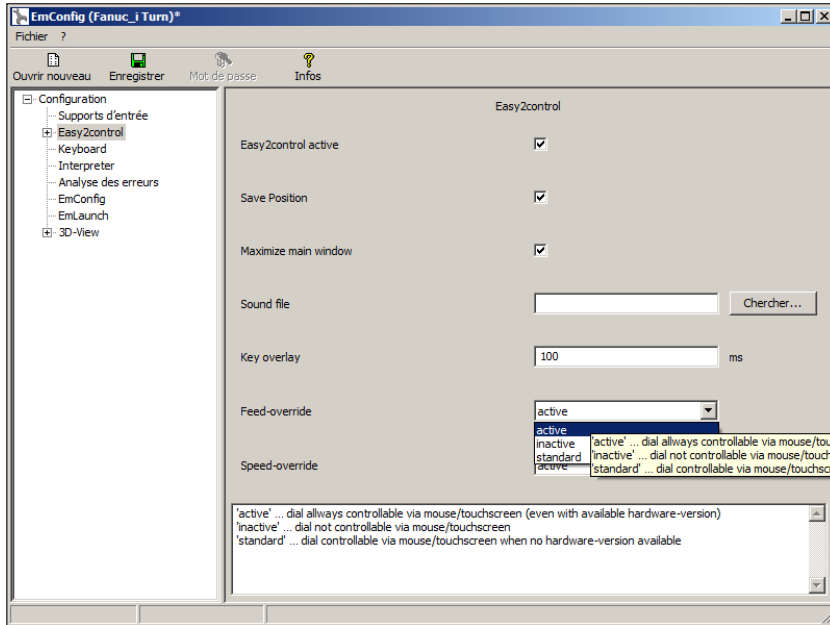 EmConfig (Fanuc_i Turn)*
Fichier ?
Ouvrir nouveau Enregistrer Mot de passe Infos
Configuration
Supports d'entrée
Easy2control
Keyboard
Interpreter
Analyse des erreurs
EmConfig
EmLaunch
3D-View
Easy2control
Easy2control active
Save Position
Maximize main window
Sound file Chercher...
Key overlay 100 ms
Feed-override active
active
inactive
standard
'active' ... dial allways controllable via mouse/tou
'inactive' ... dial not controllable via mouse/touch
'standard' ... dial controllable via mouse/touchscr
Speed-override active
'active' ... dial allways controllable via mouse/touchscreen (even with available hardware-version)
'inactive' ... dial not controllable via mouse/touchscreen
'standard' ... dial controllable via mouse/touchscreen when no hardware-version available